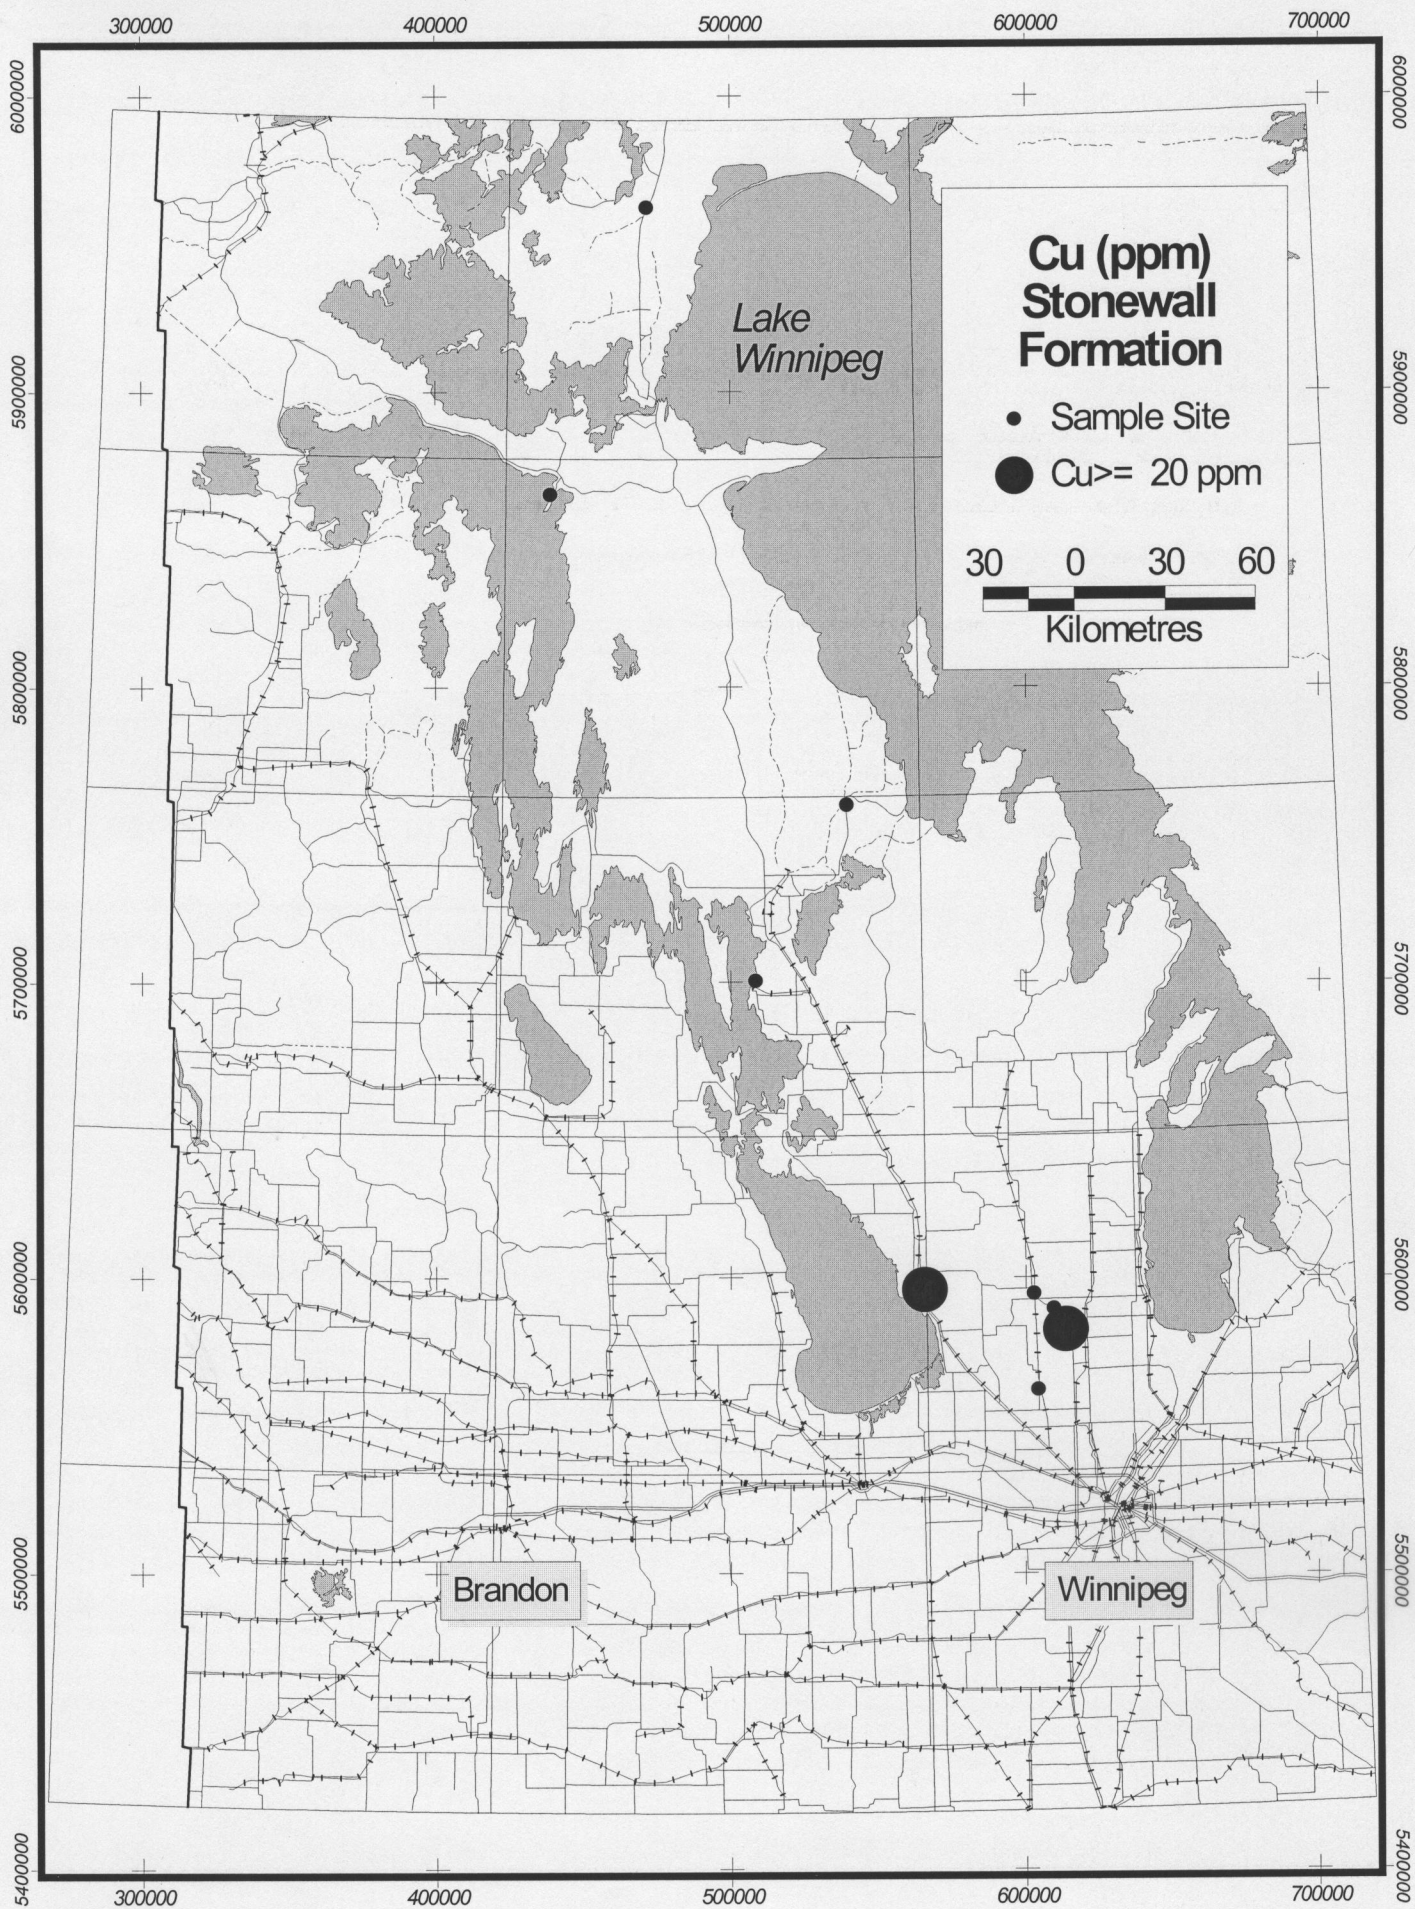 300000 400000 500000 600000 700000
6000000 6000000
Cu (ppm)
Stonewall
Formation
Lake
Winnipeg
5900000 5900000
Sample Site
Cu>= 20 ppm
30 0 30 60
Kilometres
5800000 5800000
5700000 5700000
5600000 5600000
5500000 5500000
Brandon Winnipeg
5400000 5400000
300000 400000 500000 600000 700000